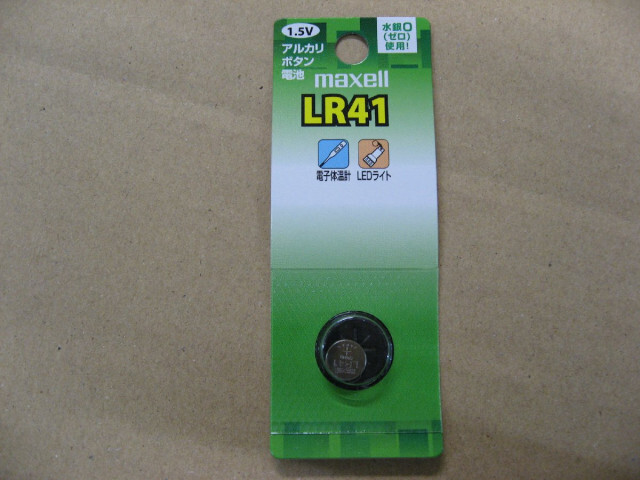 1.5V
アルカリ
ボタン
電池
水銀0
(ゼロ)
使用!
maxell
LR41
電子体温計
LEDライト
LR41